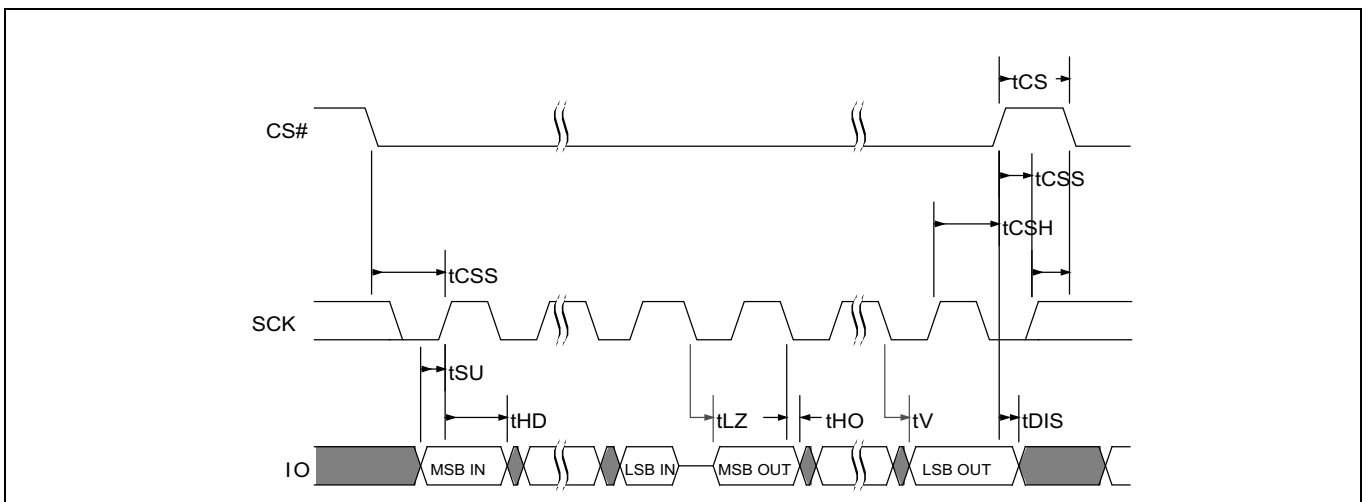 tCS
CS#
tCSS
tCSH
tCSS
SCK
tSU
tHD
tLZ
tHO
tV
tDIS
IO
MSB IN
LSB IN
MSB OUT
LSB OUT